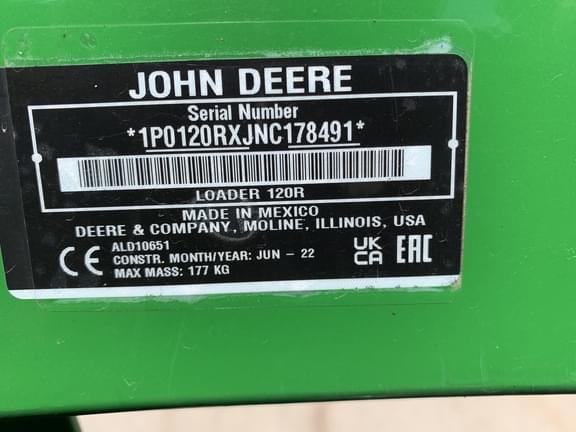 JOHN DEERE
Serial Number
*1P0120RXJNC178491*
LOADER 120R
MADE IN MEXICO
DEERE & COMPANY, MOLINE, ILLINOIS, USA
CE ALD10651
CONSTR. MONTH/YEAR: JUN - 22
MAX MASS: 177 KG
UK
CA EAC